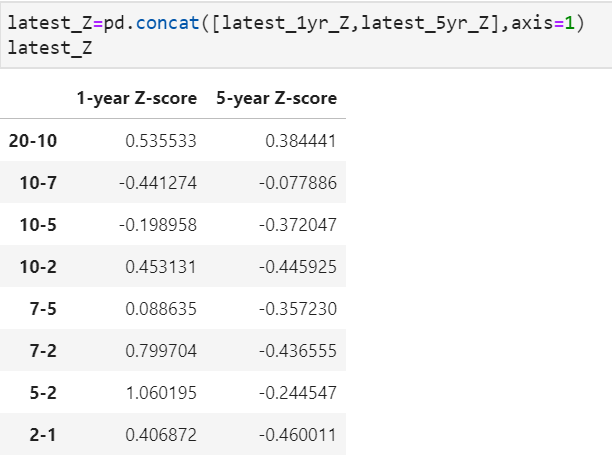 latest_Z=pd.concat([latest_1yr_Z,latest_5yr_Z],axis=1)
latest_Z
1-year Z-score 5-year Z-score
20-10 0.535533 0.384441
10-7 -0.441274 -0.077886
10-5 -0.198958 -0.372047
10-2 0.453131 -0.445925
7-5 0.088635 -0.357230
7-2 0.799704 -0.436555
5-2 1.060195 -0.244547
2-1 0.406872 -0.460011